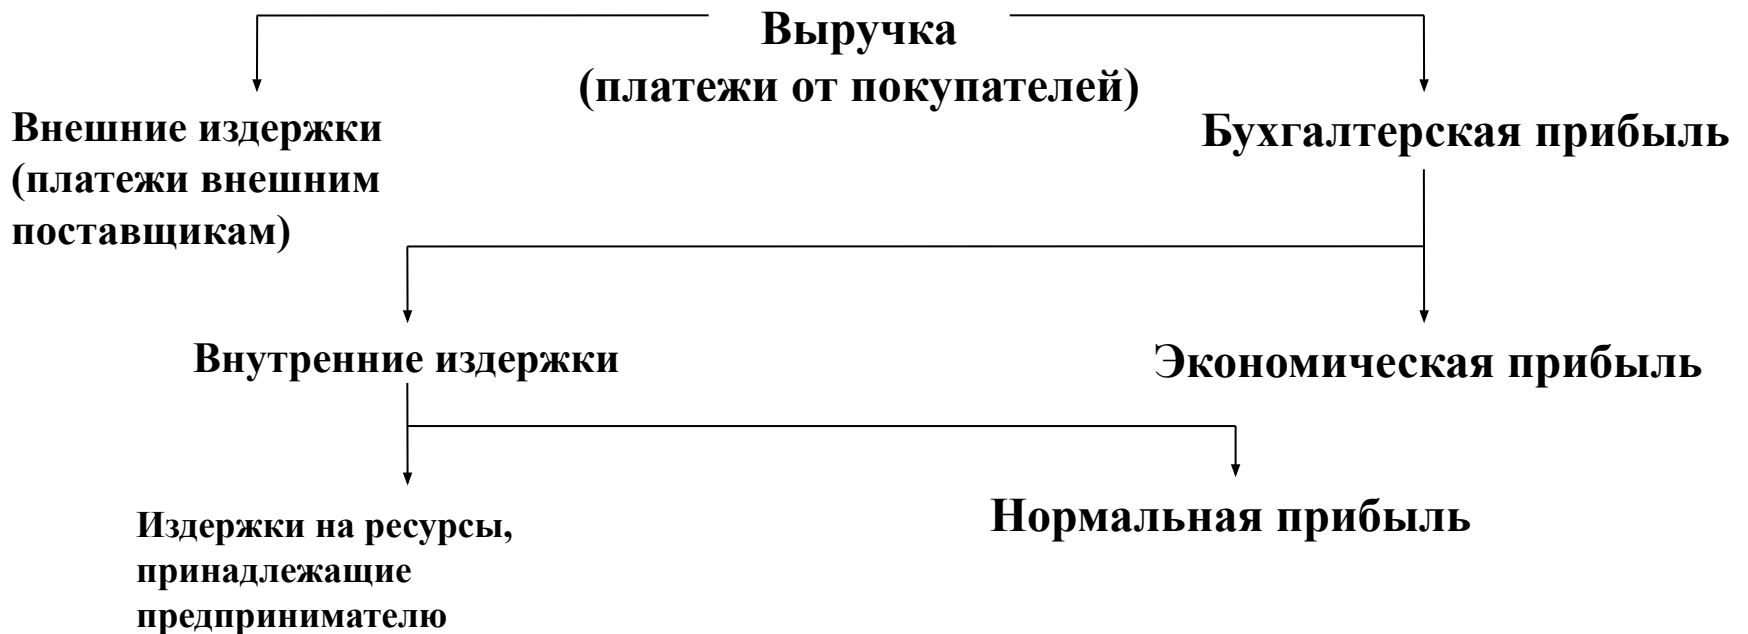 Выручка
(платежи от покупателей)
Внешние издержки
(платежи внешним
поставщикам)
Бухгалтерская прибыль
Внутренние издержки
Экономическая прибыль
Издержки на ресурсы,
принадлежащие
предпринимателю
Нормальная прибыль